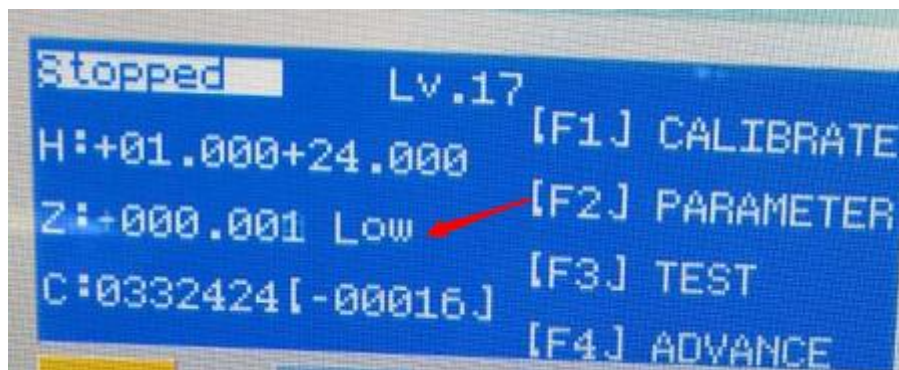 Stopped Lv.17
[F1] CALIBRATE
H:+01.000+24.000
[F2] PARAMETER
Z:+000.001 Low
[F3] TEST
C:0332424[-00016]
[F4] ADVANCE